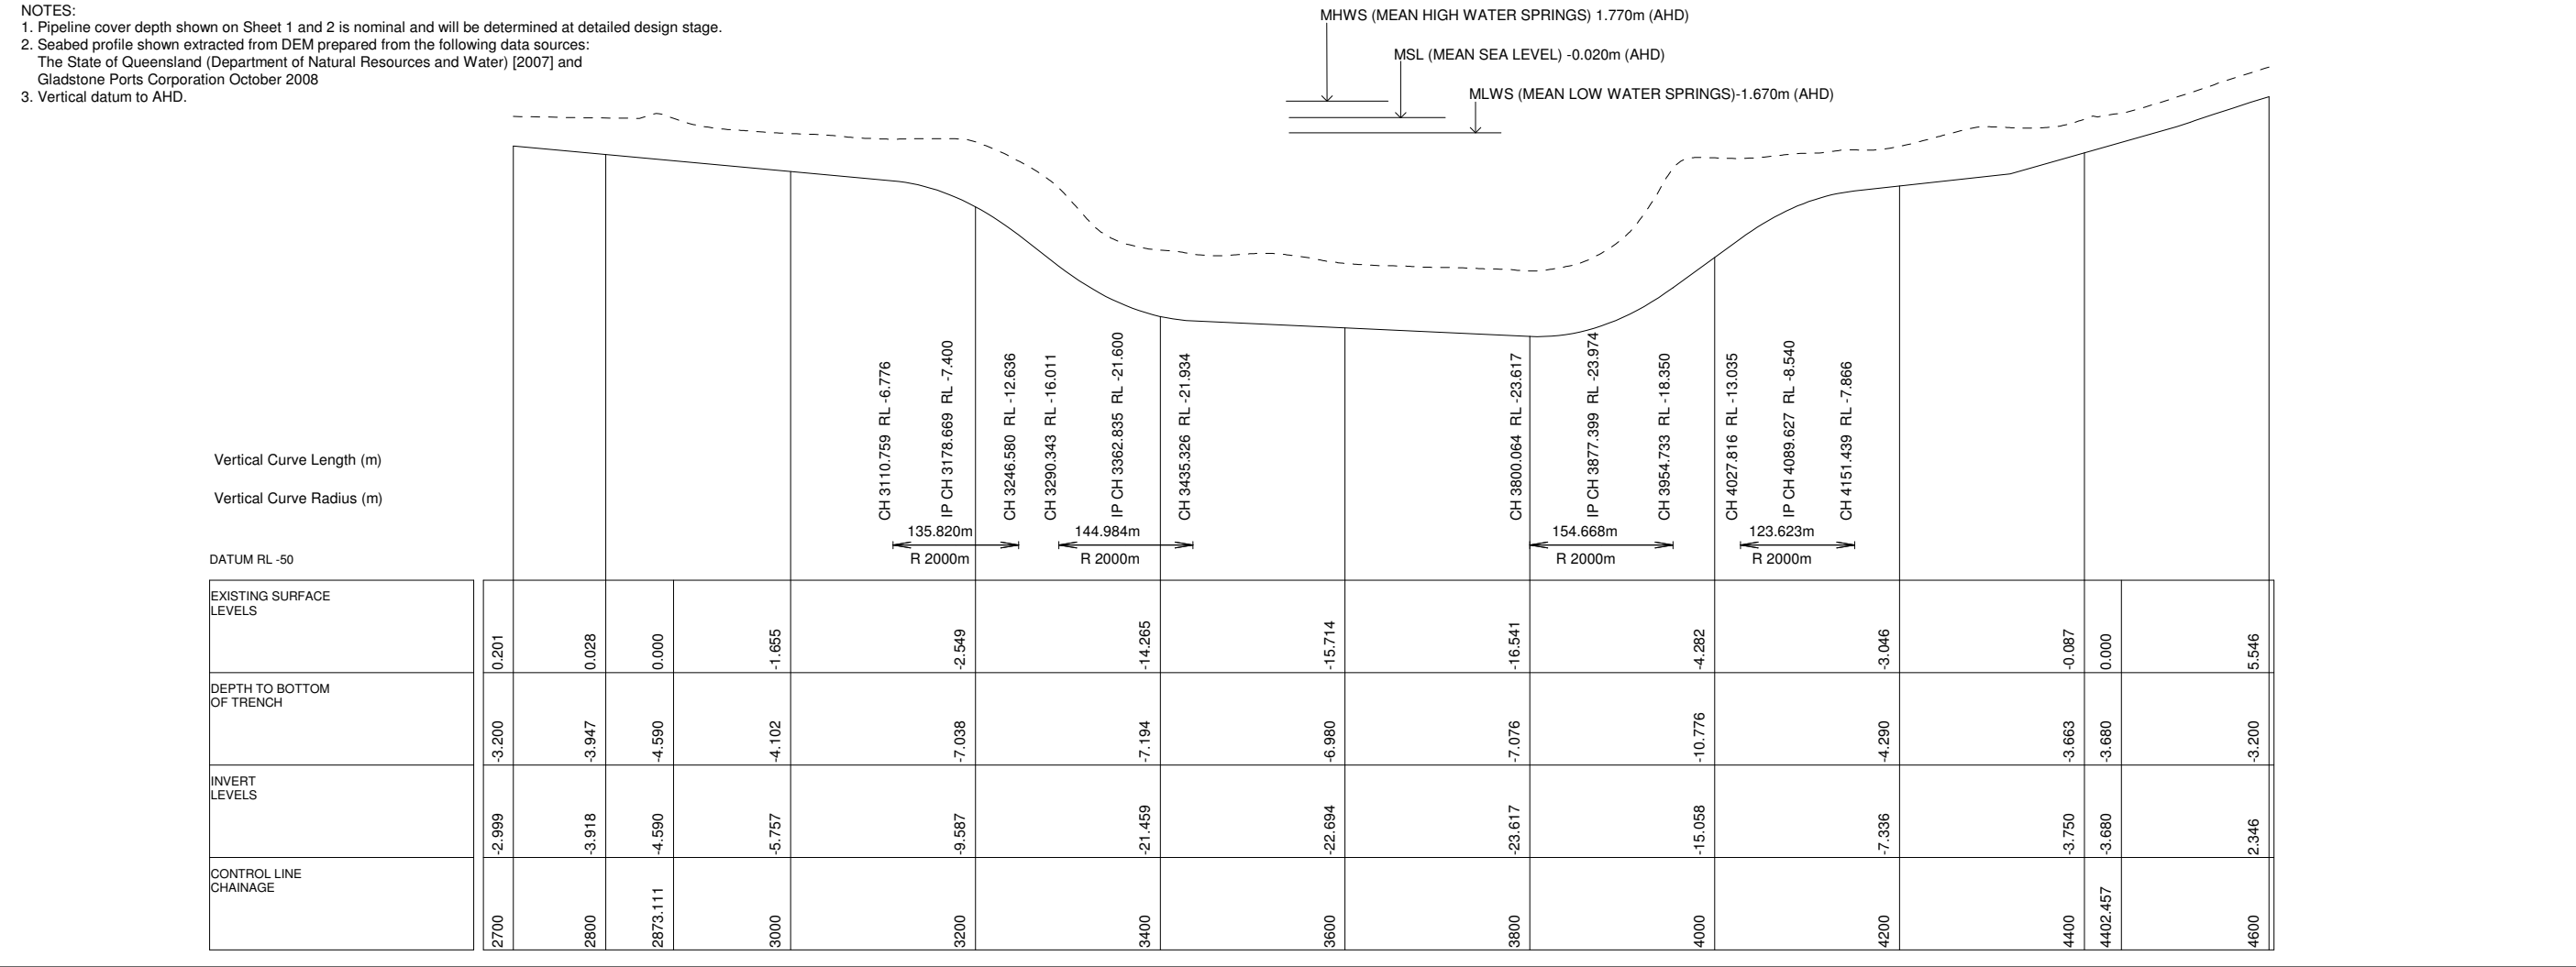 NOTES:
1. Pipeline cover depth shown on Sheet 1 and 2 is nominal and will be determined at detailed design stage.
2. Seabed profile shown extracted from DEM prepared from the following data sources:
The State of Queensland (Department of Natural Resources and Water) [2007] and
Gladstone Ports Corporation October 2008
3. Vertical datum to AHD.
MHWS (MEAN HIGH WATER SPRINGS) 1.770m (AHD)
MSL (MEAN SEA LEVEL) -0.020m (AHD)
MLWS (MEAN LOW WATER SPRINGS)-1.670m (AHD)
CH 3110.759 RL -6.776
IP CH 3178.669 RL -7.400
CH 3246.580 RL -12.636
CH 3290.343 RL -16.011
IP CH 3362.835 RL -21.600
CH 3435.326 RL -21.934
CH 3800.064 RL -23.617
IP CH 3877.399 RL -23.974
CH 3954.733 RL -18.350
CH 4027.816 RL -13.035
IP CH 4089.627 RL -8.540
CH 4151.439 RL -7.866
Vertical Curve Length (m)
Vertical Curve Radius (m)
135.820m
144.984m
154.668m
123.623m
R 2000m
R 2000m
R 2000m
R 2000m
DATUM RL -50
EXISTING SURFACE
LEVELS
0.201
0.028
0.000
-1.655
-2.549
-14.265
-15.714
-16.541
-4.282
-3.046
-0.087
0.000
5.546
DEPTH TO BOTTOM
OF TRENCH
-3.200
-3.947
-4.590
-4.102
-7.038
-7.194
-6.980
-7.076
-10.776
-4.290
-3.663
-3.680
-3.200
INVERT
LEVELS
-2.999
-3.918
-4.590
-5.757
-9.587
-21.459
-22.694
-23.617
-15.058
-7.336
-3.750
-3.680
2.346
CONTROL LINE
CHAINAGE
2700
2800
2873.111
3000
3200
3400
3600
3800
4000
4200
4400
4402.457
4600